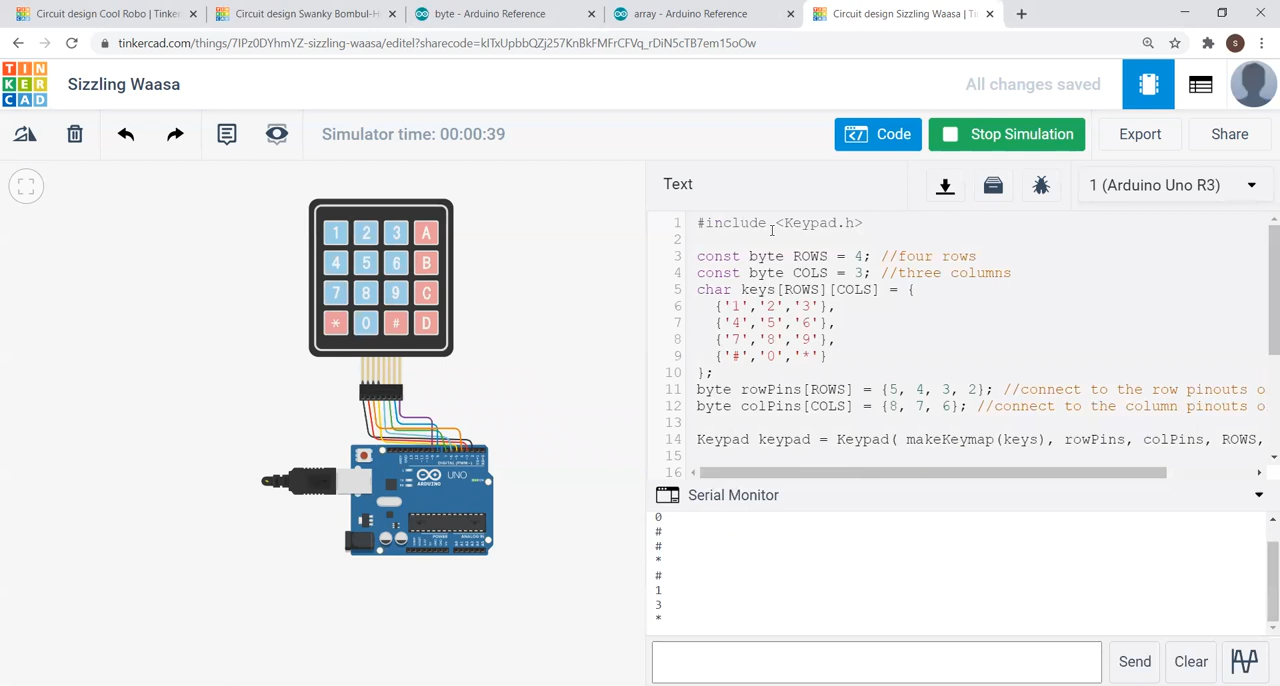 Circuit design Cool Robo | Tinker
Circuit design Swanky Bombul-H
byte - Arduino Reference
array - Arduino Reference
Circuit design Sizzling Waasa | Ti
tinkercad.com/things/7IPz0DYhmYZ-sizzling-waasa/editel?sharecode=kITxUpbbQZj257KnBkFMFrCFVq_rDiN5cTB7em15oOw
S
TIN
KER
CAD
Sizzling Waasa
All changes saved
Simulator time: 00:00:39
Code
Stop Simulation
Export
Share
Text
1 (Arduino Uno R3)
1 #include <Keypad.h>
2
3 const byte ROWS = 4; //four rows
4 const byte COLS = 3; //three columns
5 char keys[ROWS][COLS] = {
6 {'1','2','3'},
7 {'4','5','6'},
8 {'7','8','9'},
9 {'#','0','*'}
10 };
11 byte rowPins[ROWS] = {5, 4, 3, 2}; //connect to the row pinouts o
12 byte colPins[COLS] = {8, 7, 6}; //connect to the column pinouts o
13
14 Keypad keypad = Keypad( makeKeymap(keys), rowPins, colPins, ROWS,
15
16
1 2 3 A
4 5 6 B
7 8 9 C
* 0 # D
UNO
ARDUINO
Serial Monitor
0
#
#
*
#
1
3
*
Send
Clear